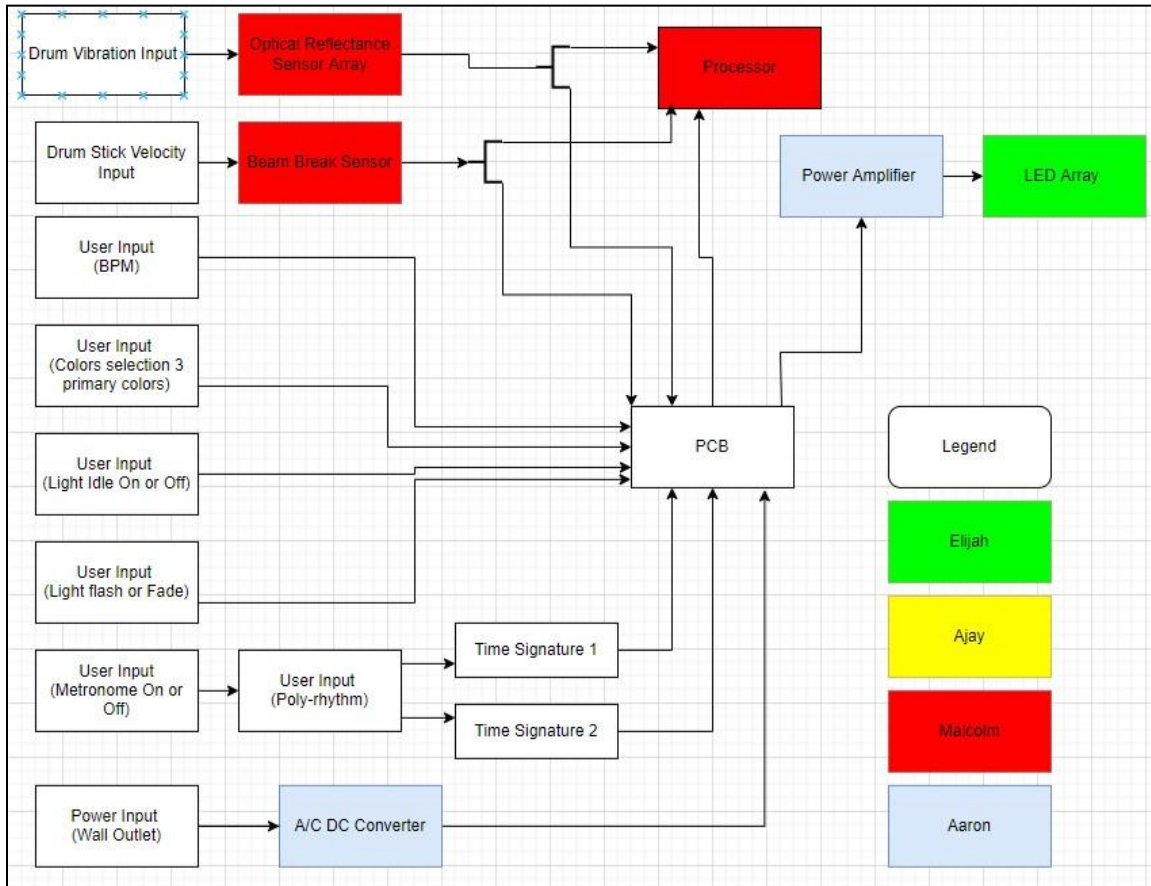 Drum Vibration Input
Optical Reflectance
Sensor Array
Processor
Drum Stick Velocity
Input
Beam Break Sensor
Power Amplifier
LED Array
User Input
(BPM)
User Input
(Colors selection 3
primary colors)
User Input
(Light Idle On or Off)
PCB
Legend
Elijah
User Input
(Light flash or Fade)
Ajay
User Input
(Metronome On or
Off)
User Input
(Poly-rhythm)
Time Signature 1
Time Signature 2
Malcolm
Power Input
(Wall Outlet)
A/C DC Converter
Aaron